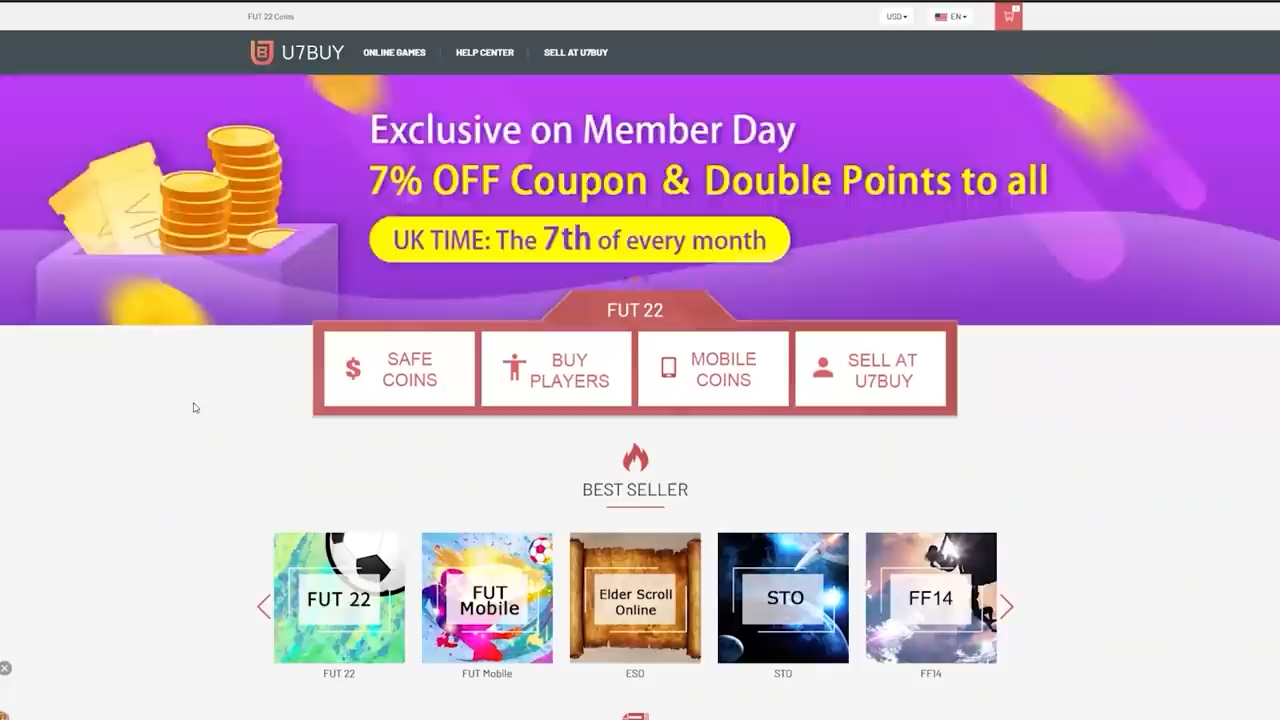 FUT 22 Coins
USD
EN
U7BUY
ONLINE GAMES
HELP CENTER
SELL AT U7BUY
Exclusive on Member Day
7% OFF Coupon & Double Points to all
UK TIME: The 7th of every month
FUT 22
SAFE
COINS
BUY
PLAYERS
MOBILE
COINS
SELL AT
U7BUY
BEST SELLER
FUT 22
FUT
Mobile
Elder Scroll
Online
STO
FF14
FUT 22
FUT Mobile
ESO
STO
FF14